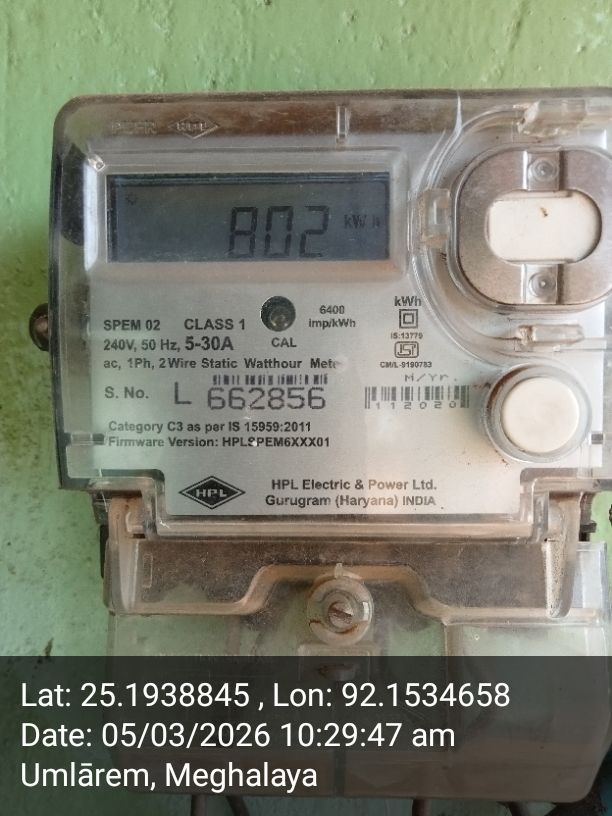 HPL
802 kWh
6400
imp/kWh
kWh
SPEM 02 CLASS 1
240V, 50 Hz, 5-30A
CAL
IS:13779
ac, 1Ph, 2Wire Static Watthour
CM/L-9190783
M/Yr.
S. No. L 662856
112020
Category C3 as per IS 15959:2011
Firmware Version: HPLSPEM6XXX01
HPL
HPL Electric & Power Ltd.
Gurugram (Haryana) INDIA
Lat: 25.1938845 , Lon: 92.1534658
Date: 05/03/2026 10:29:47 am
Umlārem, Meghalaya